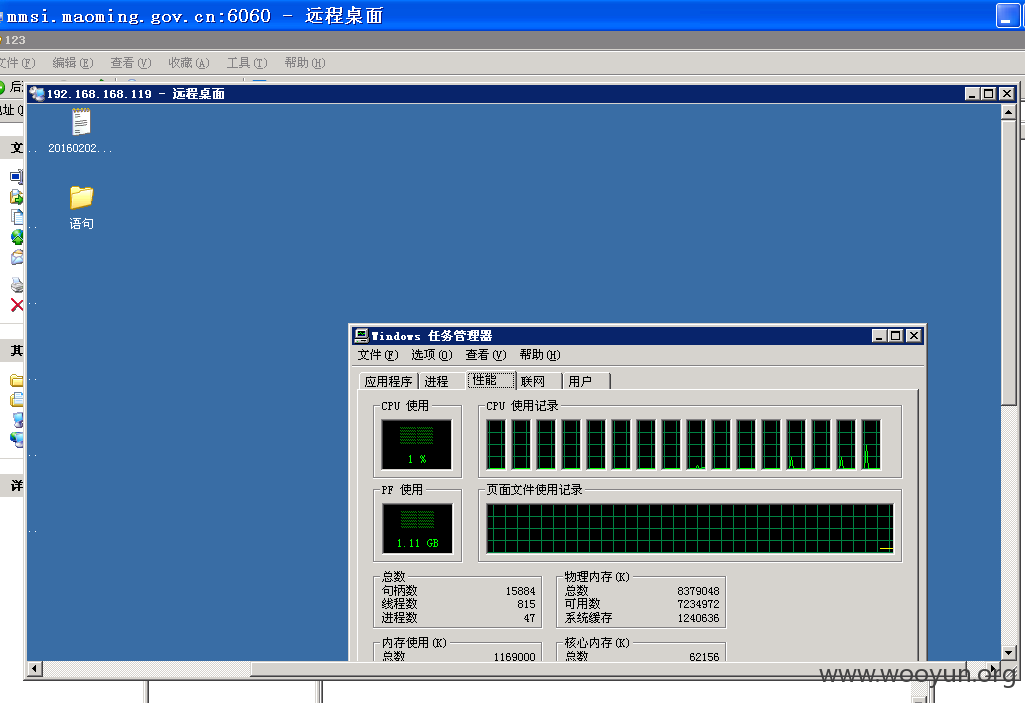 mmsi.maoming.gov.cn:6060 - 远程桌面
123
文件(F) 编辑(E) 查看(V) 收藏(A) 工具(T) 帮助(H)
192.168.168.119 - 远程桌面
20160202...
语句
Windows 任务管理器
文件(F) 选项(O) 查看(V) 帮助(H)
应用程序 进程 性能 联网 用户
CPU 使用 CPU 使用记录
1 %
PF 使用 页面文件使用记录
1.11 GB
总数 物理内存(K)
句柄数 15884 总数 8379048
线程数 815 可用数 7234972
进程数 47 系统缓存 1240636
内存使用(K) 核心内存(K)
总数 1169000 总数 62156
www.wooyun.org